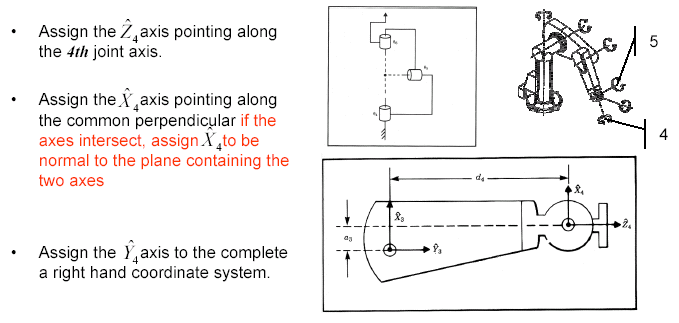 • Assign the Ẑ₄ axis pointing along
the 4th joint axis.
• Assign the X̂₄ axis pointing along
the common perpendicular if the
axes intersect, assign X̂₄ to be
normal to the plane containing the
two axes
• Assign the Ŷ₄ axis to the complete
a right hand coordinate system.
5
4
d₄
X̂₃
X̂₄
a₃
Ŷ₃
Ẑ₄